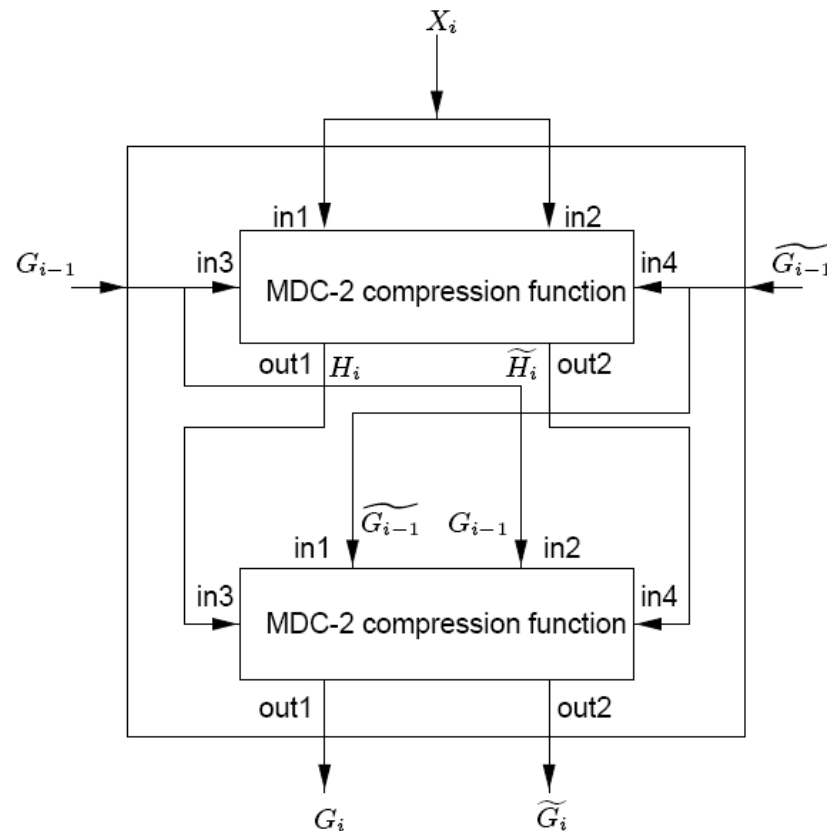 X_i
in1 in2
G_{i-1} in3 in4 \widetilde{G_{i-1}}
MDC-2 compression function
out1 H_i \widetilde{H_i} out2
\widetilde{G_{i-1}} G_{i-1}
in1 in2
in3 in4
MDC-2 compression function
out1 out2
G_i \widetilde{G_i}